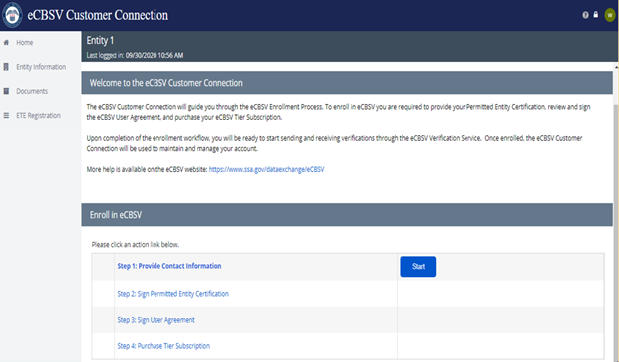 eCBSV Customer Connection
W
Home
Entity Information
Documents
ETE Registration
Entity 1
Last logged in: 09/30/2020 10:56 AM
Welcome to the eC3SV Customer Connection
The eCBSV Customer Connection will guide you through the eCBSV Enrollment Process. To enroll in eCBSV you are required to provide yourPermitted Entity Certification, review and sign
the eCBSV User Agreement, and purchase your eCBSV Tier Subscription.
Upon completion of the enrollment workflow, you will be ready to start sending and receiving verifications through the eCBSV Verification Service. Once enrolled, the eCBSV Customer
Connection will be used to maintain and manage your account.
More help is available onthe eCBSV website: https://www.ssa.gov/dataexchange/eCBSV
Enroll in eCBSV
Please click an action link below.
Step 1: Provide Contact Information
Start
Step 2: Sign Permitted Entity Certification
Step 3: Sign User Agreement
Step 4: Purchase Tier Subscription